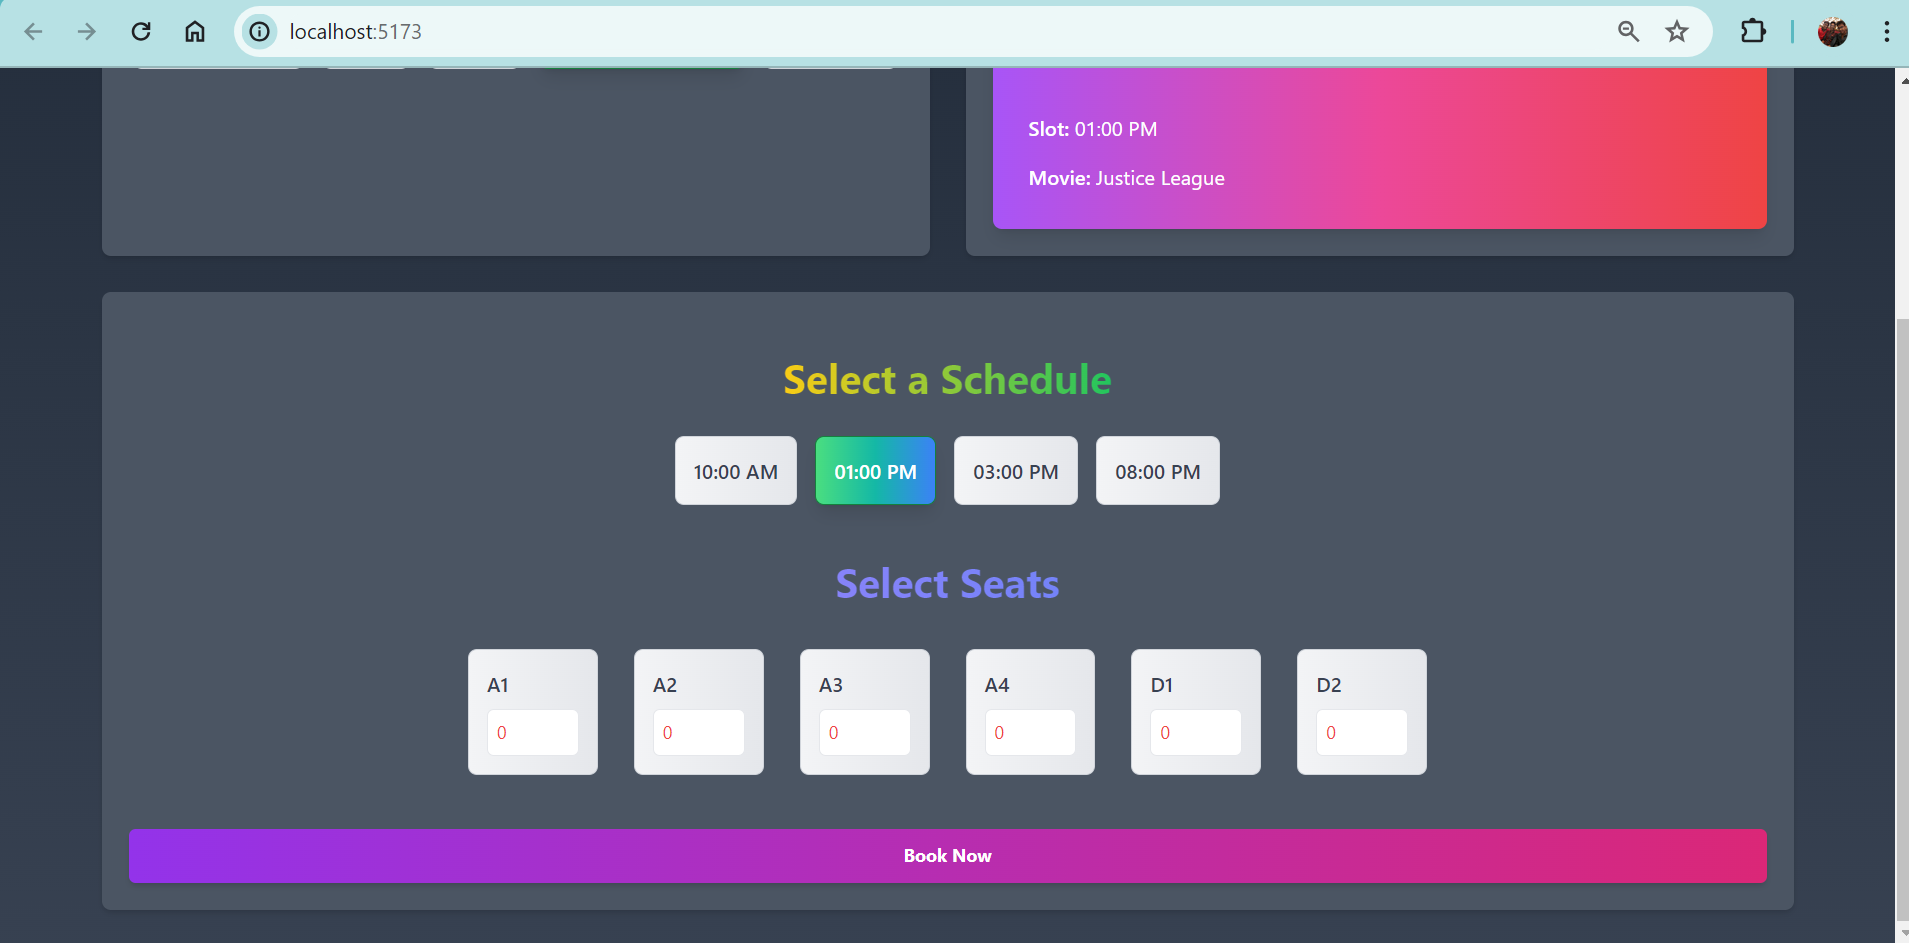 localhost:5173
Slot: 01:00 PM
Movie: Justice League
Select a Schedule
10:00 AM 01:00 PM 03:00 PM 08:00 PM
Select Seats
A1 A2 A3 A4 D1 D2
0 0 0 0 0 0
Book Now